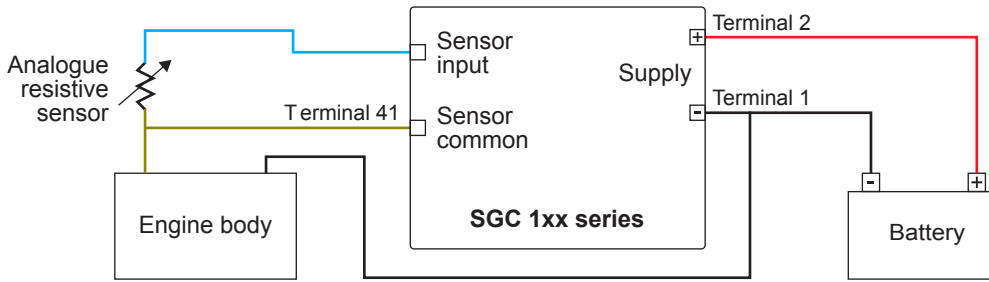 Analogue
resistive
sensor
Sensor
input
Terminal 41
Sensor
common
Supply
+
-
Terminal 2
Terminal 1
SGC 1xx series
Engine body
-
+
Battery